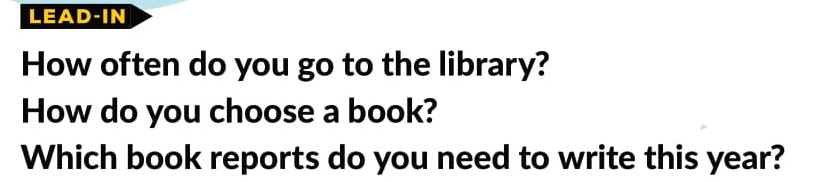 LEAD-IN
How often do you go to the library?
How do you choose a book?
Which book reports do you need to write this year?